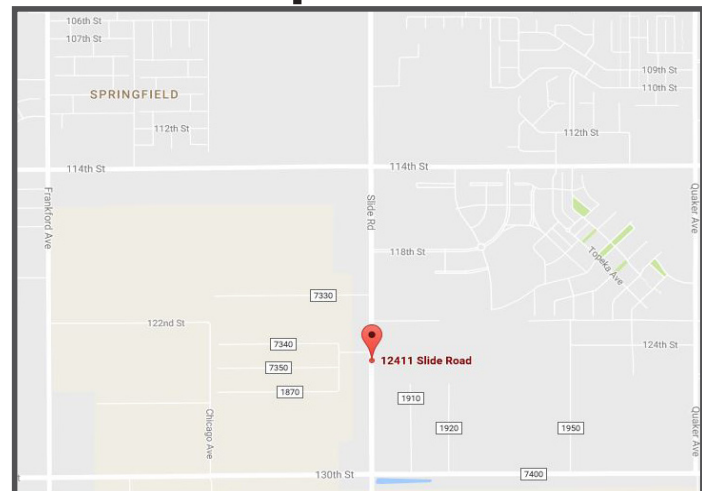 106th St
107th St
SPRINGFIELD
109th St
110th St
112th St
112th St
114th St
114th St
Frankford Ave
Slide Rd
Quaker Ave
118th St
Topeka Ave
7330
122nd St
7340
124th St
7350
12411 Slide Road
1870
1910
Chicago Ave
1920
1950
Quaker Ave
130th St
7400